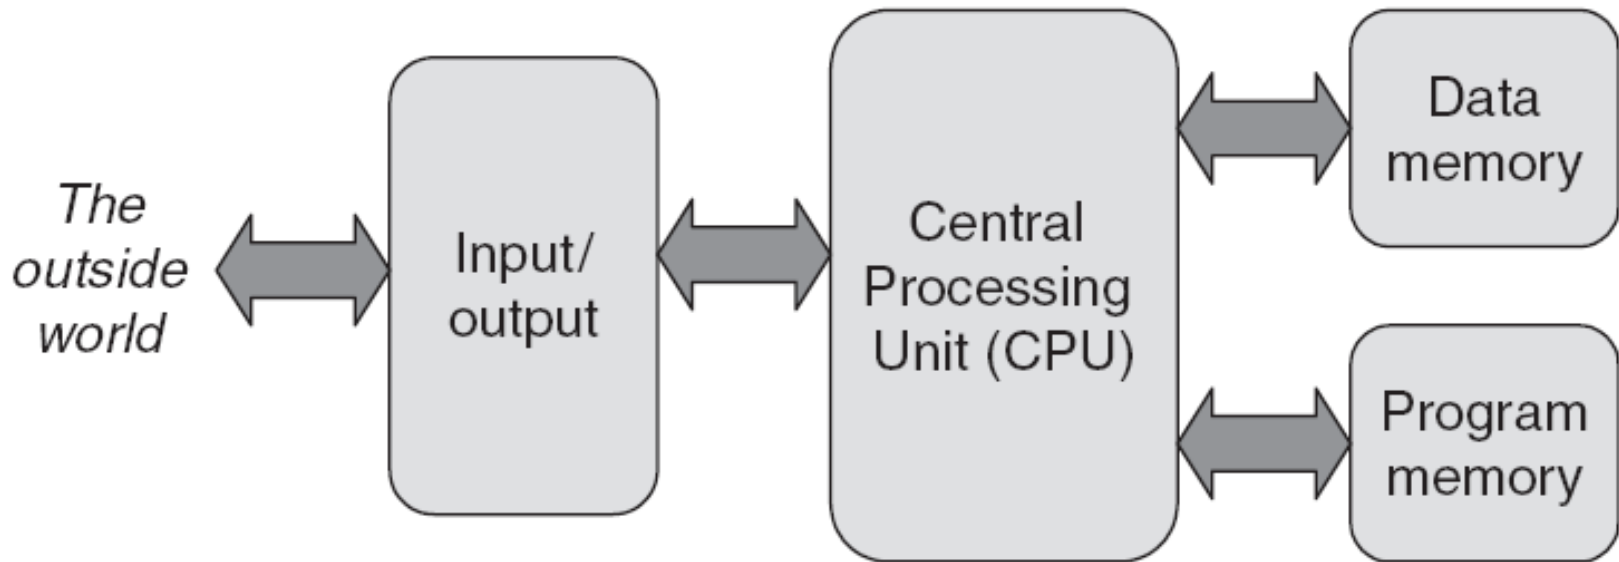 The
outside
world
Input/
output
Central
Processing
Unit (CPU)
Data
memory
Program
memory